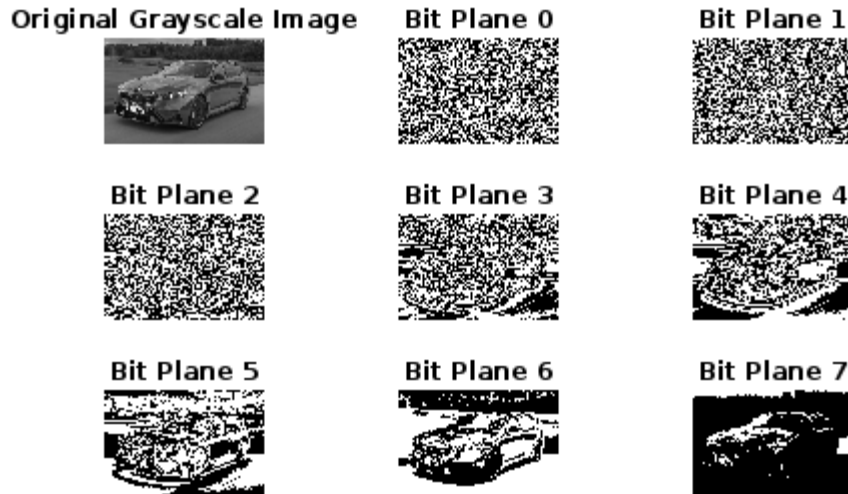 Original Grayscale Image
Bit Plane 0
Bit Plane 1
Bit Plane 2
Bit Plane 3
Bit Plane 4
Bit Plane 5
Bit Plane 6
Bit Plane 7